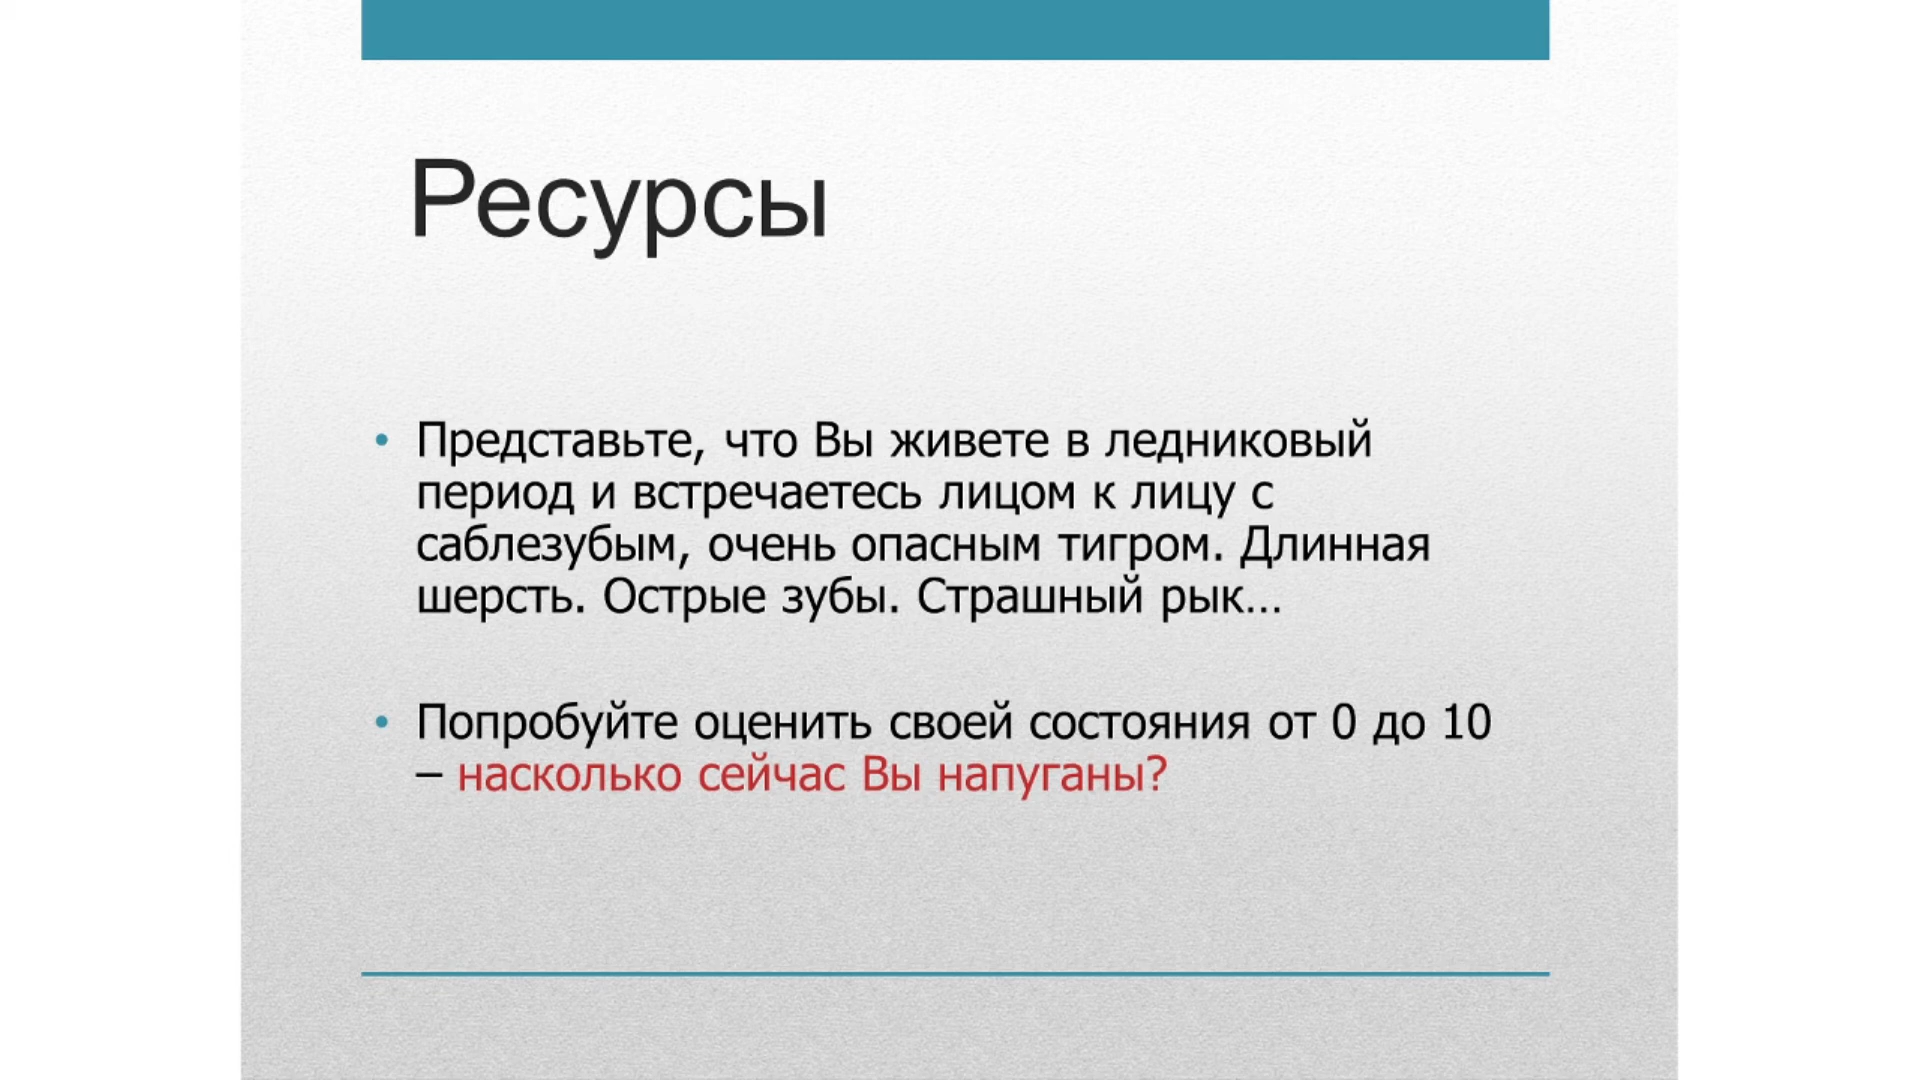 Ресурсы
• Представьте, что Вы живете в ледниковый
период и встречаетесь лицом к лицу с
саблезубым, очень опасным тигром. Длинная
шерсть. Острые зубы. Страшный рык…
• Попробуйте оценить своей состояния от 0 до 10
– насколько сейчас Вы напуганы?